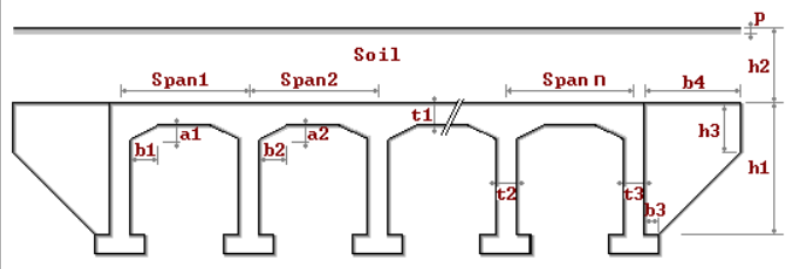 p
Soil
h2
Span1 Span2 Span n b4
t1
a1 a2 h3
b1 b2 h1
t2 t3
b3